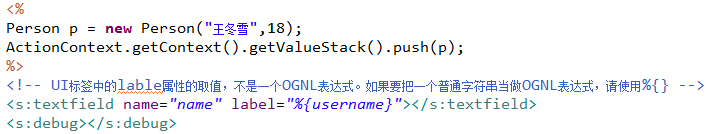 <%
Person p = new Person("王冬雪",18);
ActionContext.getContext().getValueStack().push(p);
%>
<!-- UI标签中的lable属性的取值，不是一个OGNL表达式。如果要把一个普通字符串当做OGNL表达式，请使用%{} -->
<s:textfield name="name" label="%{username}"></s:textfield>
<s:debug></s:debug>